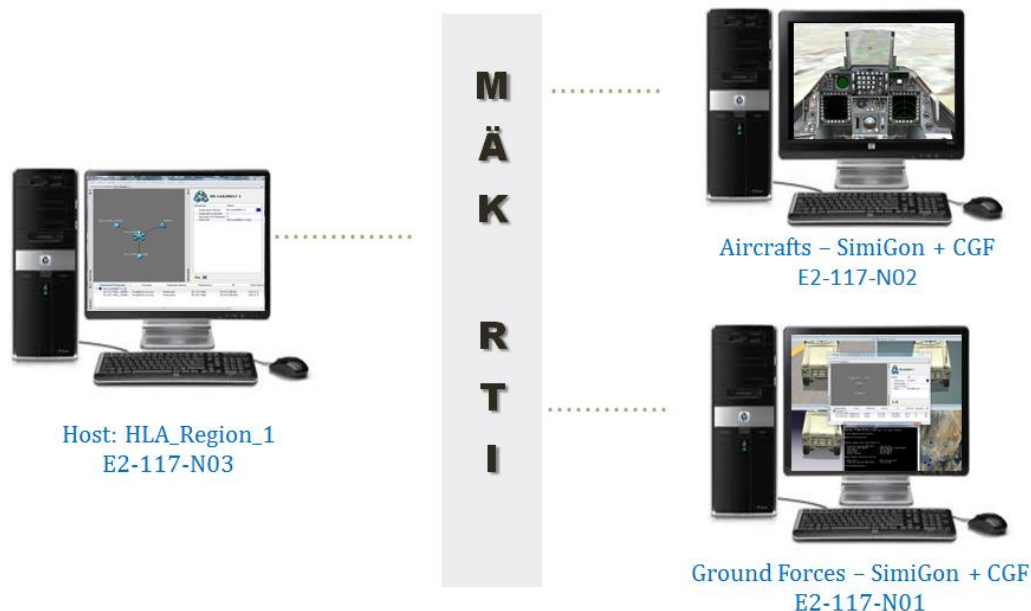 M
Ä
K
R
T
I
Host: HLA_Region_1
E2-117-N03
Aircrafts – SimiGon + CGF
E2-117-N02
Ground Forces – SimiGon + CGF
E2-117-N01